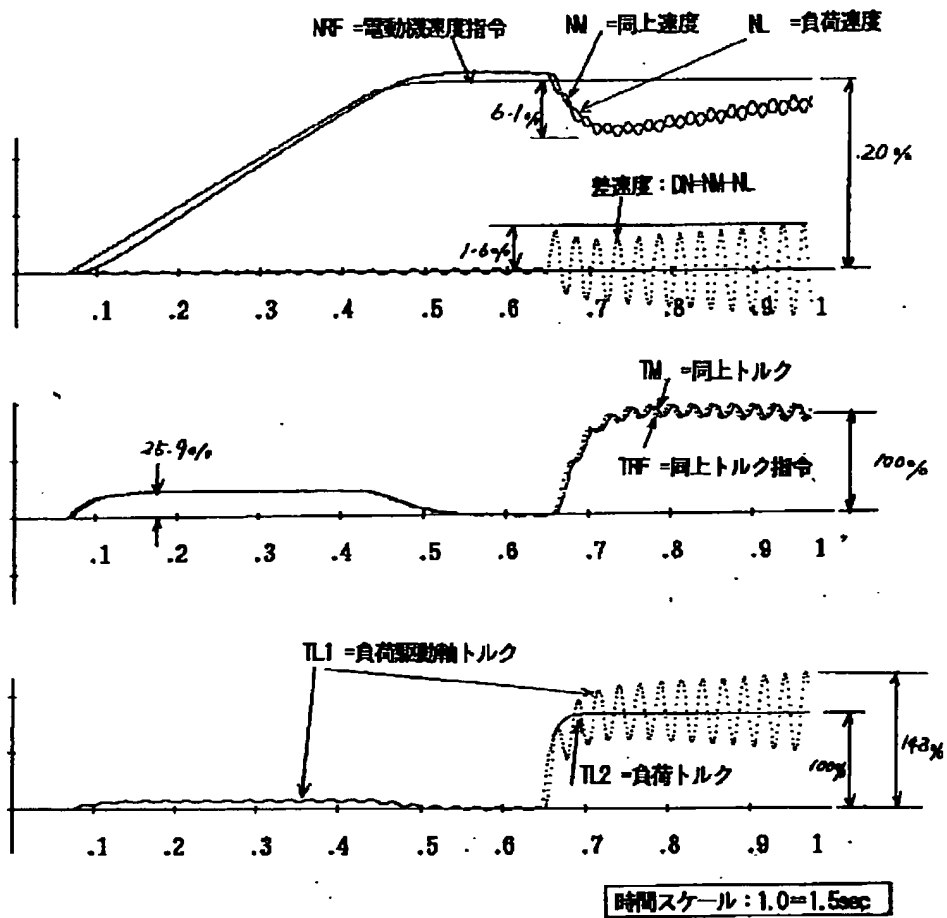 NRF =電動機速度指令
NM =同上速度
NL =負荷速度
6.1%
20%
差速度:DN=NM-NL
1.6%
.1 .2 .3 .4 .5 .6 .7 .8 .9 1
TM =同上トルク
25.9%
TRF =同上トルク指令
100%
.1 .2 .3 .4 .5 .6 .7 .8 .9 1
TL1 =負荷駆動軸トルク
148%
100%
TL2 =負荷トルク
.1 .2 .3 .4 .5 .6 .7 .8 .9 1
時間スケール:1.0=1.5sec